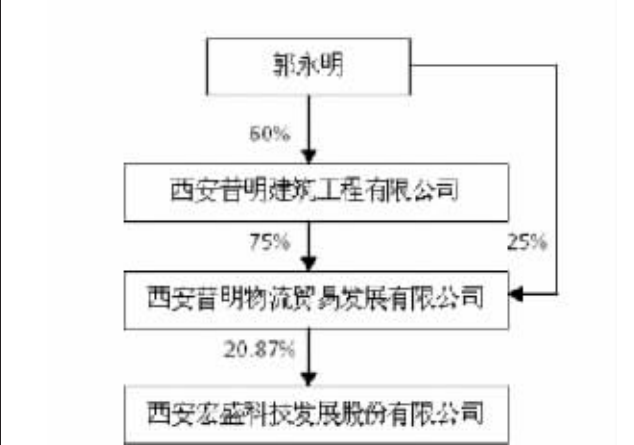 郭永明
60%
西安普明建筑工程有限公司
75%
25%
西安普明物流贸易发展有限公司
20.87%
西安宏盛科技发展股份有限公司